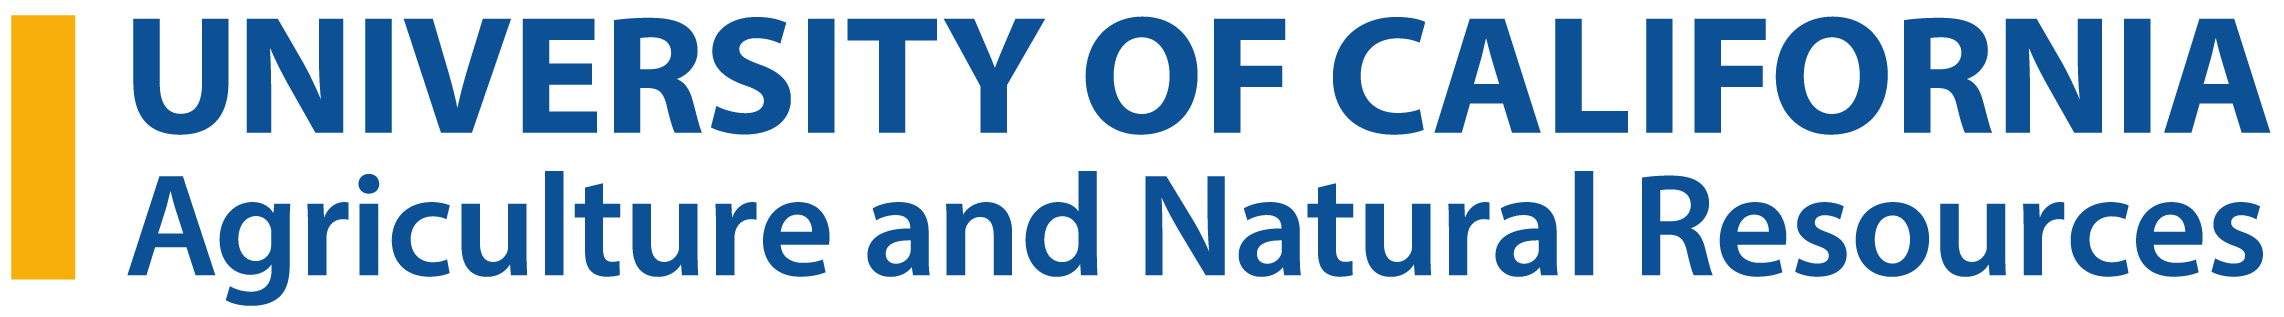 UNIVERSITY OF CALIFORNIA
Agriculture and Natural Resources